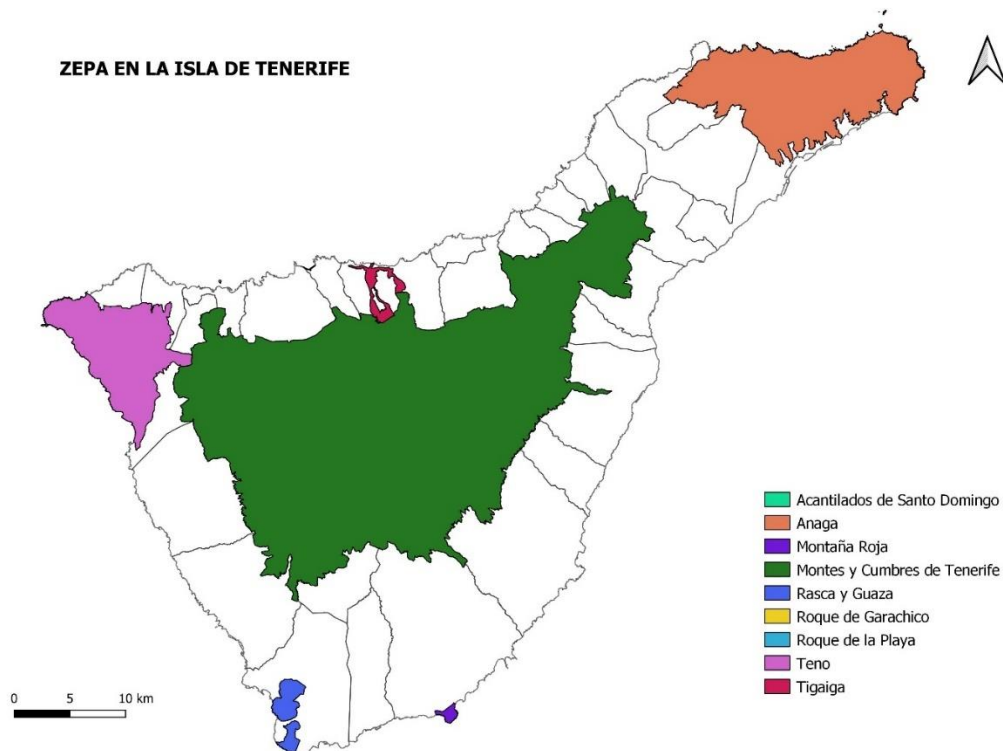 ZEPA EN LA ISLA DE TENERIFE
Acantilados de Santo Domingo
Anaga
Montaña Roja
Montes y Cumbres de Tenerife
Rasca y Guaza
Roque de Garachico
Roque de la Playa
Teno
Tigaiga
0 5 10 km